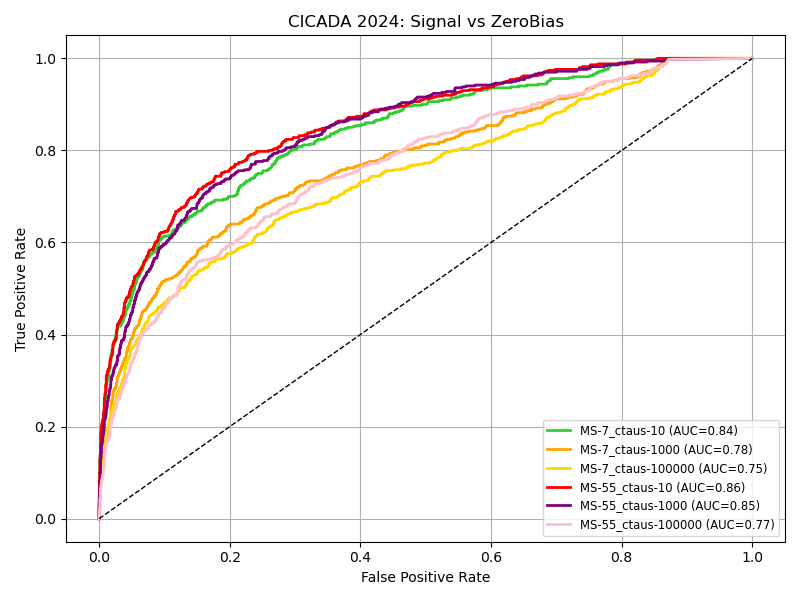 CICADA 2024: Signal vs ZeroBias
True Positive Rate
1.0
0.8
0.6
0.4
0.2
0.0
0.0 0.2 0.4 0.6 0.8 1.0
False Positive Rate
MS-7_ctaus-10 (AUC=0.84)
MS-7_ctaus-1000 (AUC=0.78)
MS-7_ctaus-100000 (AUC=0.75)
MS-55_ctaus-10 (AUC=0.86)
MS-55_ctaus-1000 (AUC=0.85)
MS-55_ctaus-100000 (AUC=0.77)